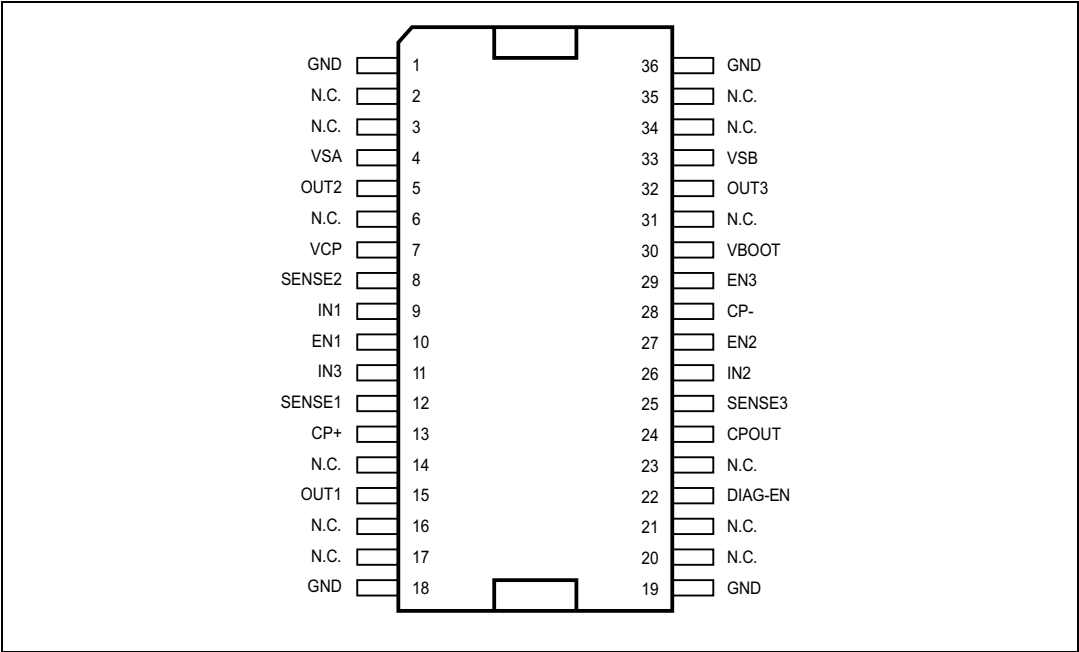 GND 1 36 GND
N.C. 2 35 N.C.
N.C. 3 34 N.C.
VSA 4 33 VSB
OUT2 5 32 OUT3
N.C. 6 31 N.C.
VCP 7 30 VBOOT
SENSE2 8 29 EN3
IN1 9 28 CP-
EN1 10 27 EN2
IN3 11 26 IN2
SENSE1 12 25 SENSE3
CP+ 13 24 CPOUT
N.C. 14 23 N.C.
OUT1 15 22 DIAG-EN
N.C. 16 21 N.C.
N.C. 17 20 N.C.
GND 18 19 GND